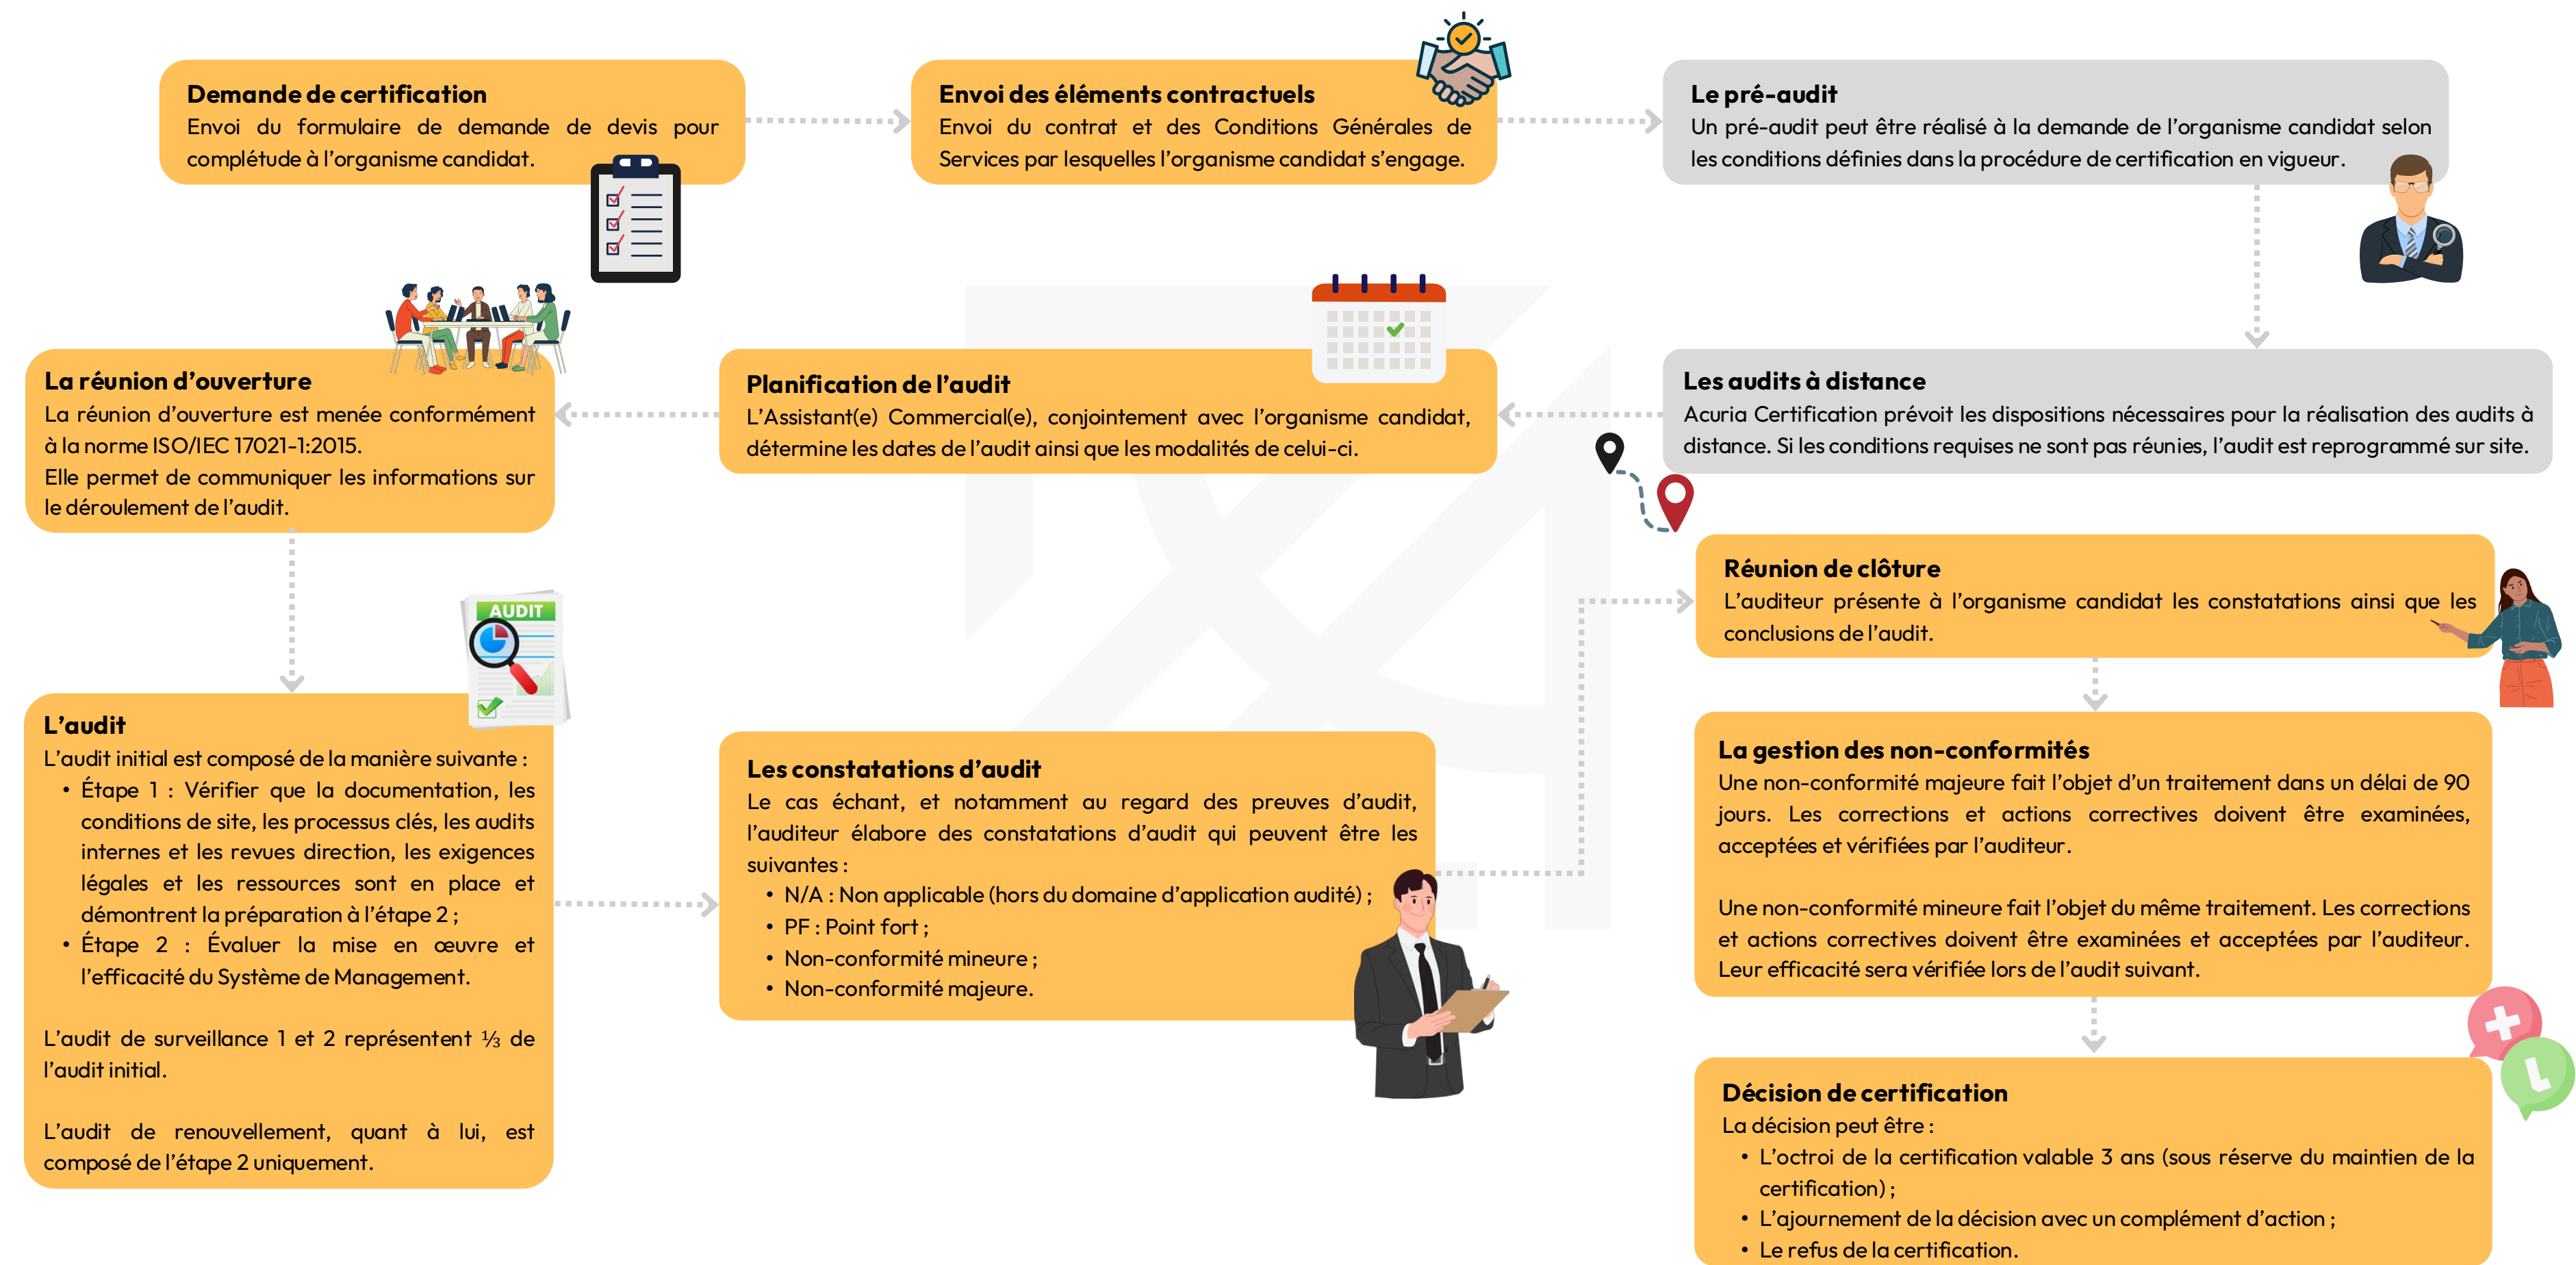 Demande de certification
Envoi du formulaire de demande de devis pour
complétude à l'organisme candidat.
Envoi des éléments contractuels
Envoi du contrat et des Conditions Générales de
Services par lesquelles l'organisme candidat s'engage.
Le pré-audit
Un pré-audit peut être réalisé à la demande de l'organisme candidat selon
les conditions définies dans la procédure de certification en vigueur.
Les audits à distance
Acuria Certification prévoit les dispositions nécessaires pour la réalisation des audits à
distance. Si les conditions requises ne sont pas réunies, l'audit est reprogrammé sur site.
Planification de l'audit
L'Assistant(e) Commercial(e), conjointement avec l'organisme candidat,
détermine les dates de l'audit ainsi que les modalités de celui-ci.
La réunion d'ouverture
La réunion d'ouverture est menée conformément
à la norme ISO/IEC 17021-1:2015.
Elle permet de communiquer les informations sur
le déroulement de l'audit.
AUDIT
L'audit
L'audit initial est composé de la manière suivante :
• Étape 1 : Vérifier que la documentation, les
conditions de site, les processus clés, les audits
internes et les revues direction, les exigences
légales et les ressources sont en place et
démontrent la préparation à l'étape 2 ;
• Étape 2 : Évaluer la mise en œuvre et
l'efficacité du Système de Management.
L'audit de surveillance 1 et 2 représentent ⅓ de
l'audit initial.
L'audit de renouvellement, quant à lui, est
composé de l'étape 2 uniquement.
Les constatations d'audit
Le cas échant, et notamment au regard des preuves d'audit,
l'auditeur élabore des constatations d'audit qui peuvent être les
suivantes :
• N/A : Non applicable (hors du domaine d'application audité) ;
• PF : Point fort ;
• Non-conformité mineure ;
• Non-conformité majeure.
Réunion de clôture
L'auditeur présente à l'organisme candidat les constatations ainsi que les
conclusions de l'audit.
La gestion des non-conformités
Une non-conformité majeure fait l'objet d'un traitement dans un délai de 90
jours. Les corrections et actions correctives doivent être examinées,
acceptées et vérifiées par l'auditeur.
Une non-conformité mineure fait l'objet du même traitement. Les corrections
et actions correctives doivent être examinées et acceptées par l'auditeur.
Leur efficacité sera vérifiée lors de l'audit suivant.
Décision de certification
La décision peut être :
• L'octroi de la certification valable 3 ans (sous réserve du maintien de la
certification) ;
• L'ajournement de la décision avec un complément d'action ;
• Le refus de la certification.